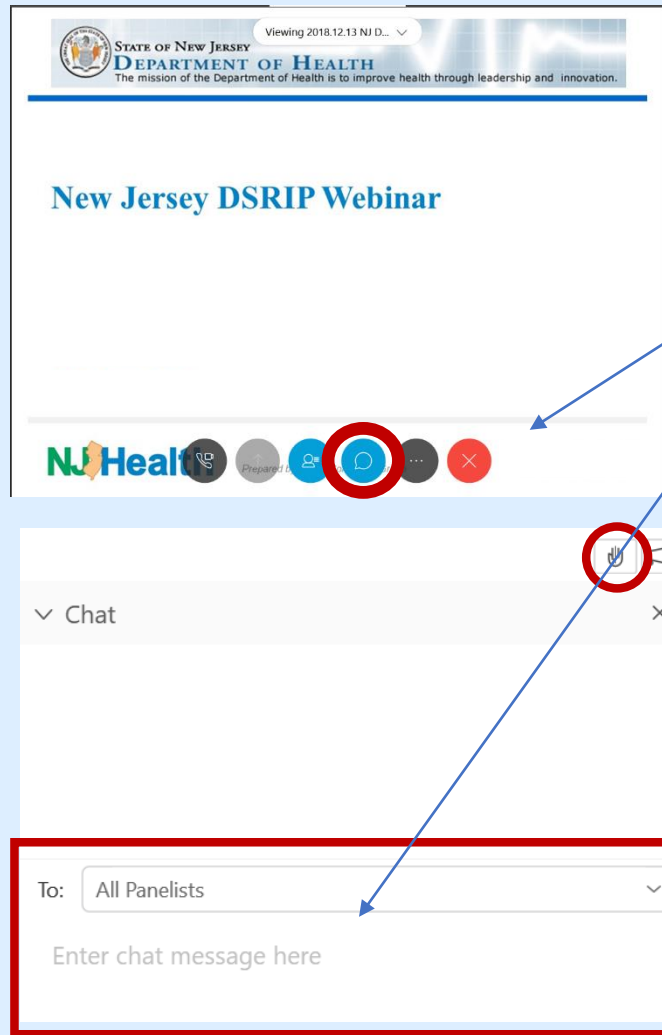 Viewing 2018.12.13 NJ D...
STATE OF NEW JERSEY
DEPARTMENT OF HEALTH
The mission of the Department of Health is to improve health through leadership and innovation.
New Jersey DSRIP Webinar
NJ Health
Prepared b
Chat
To: All Panelists
Enter chat message here